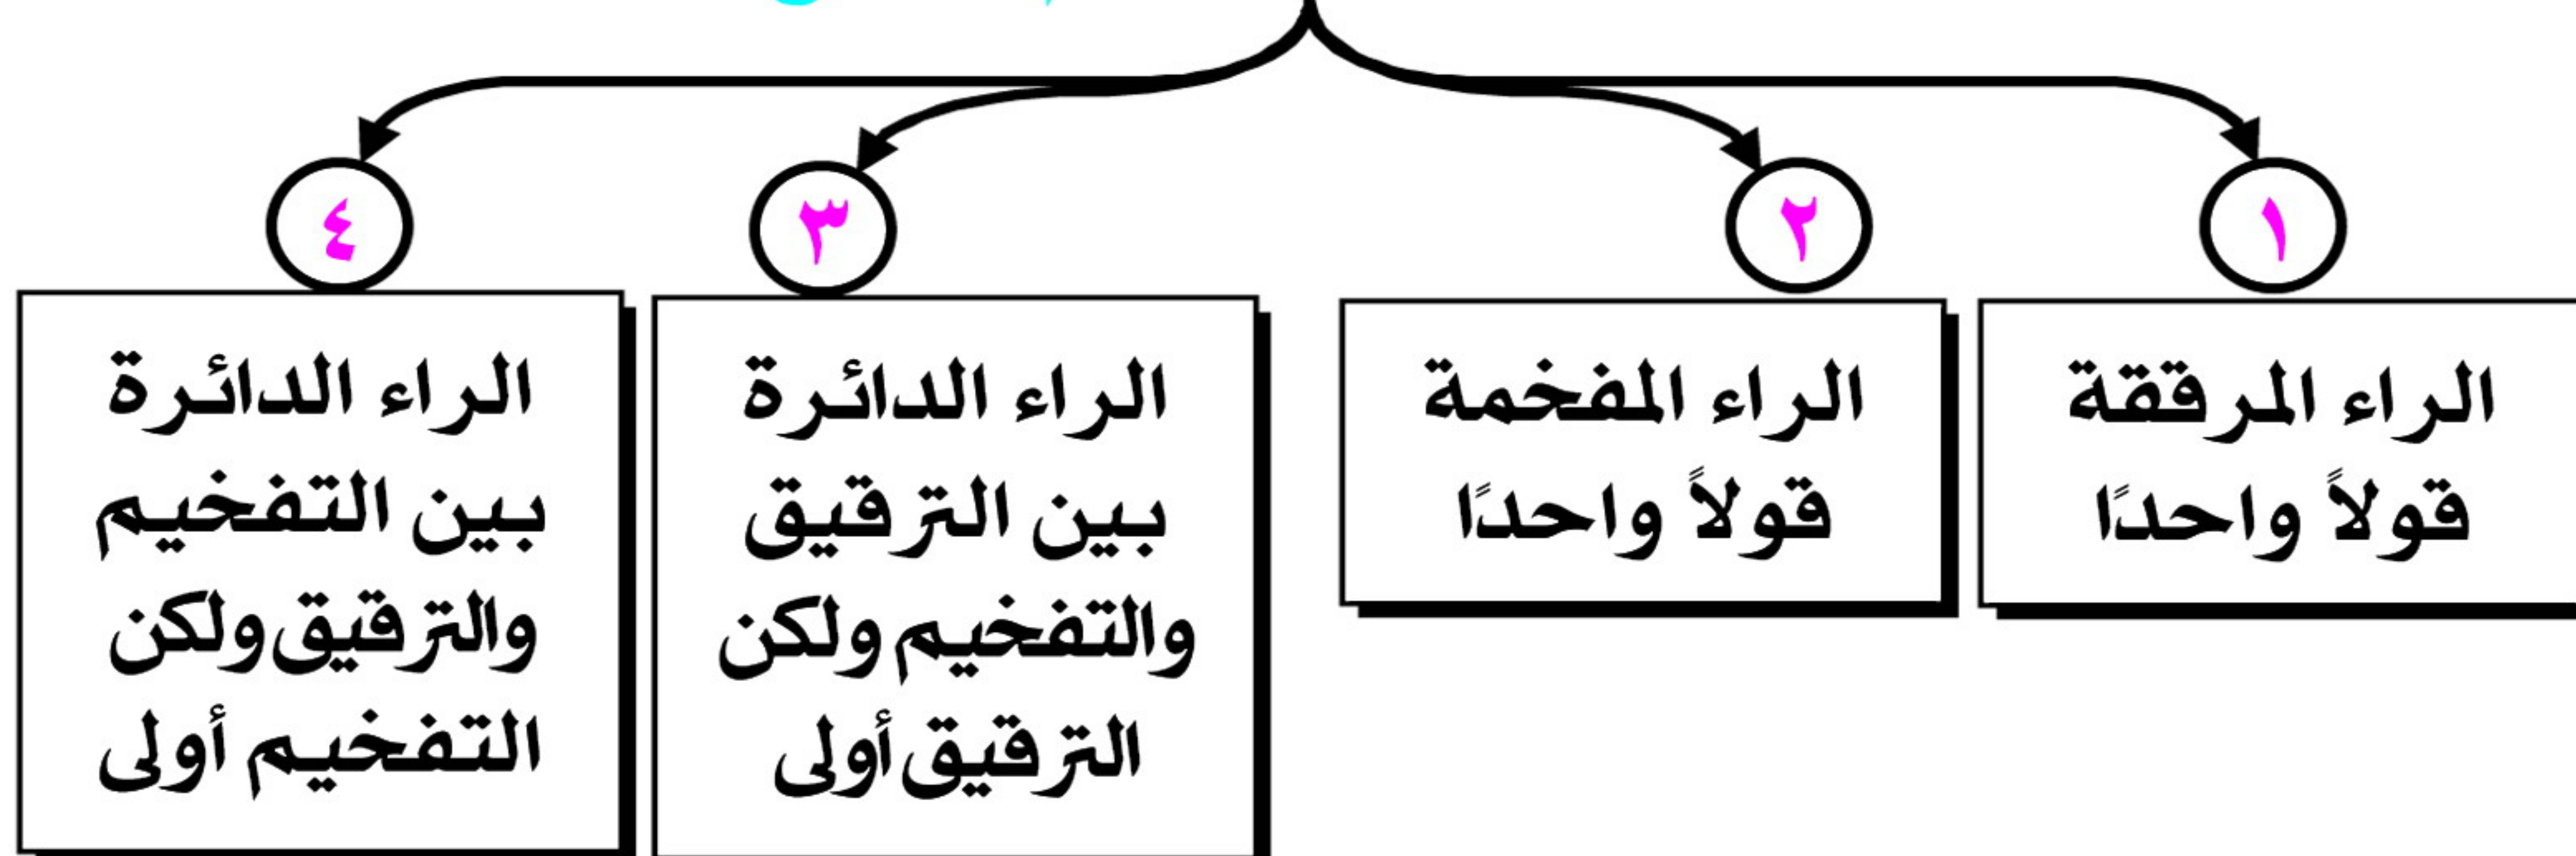 ١
الراء المرققة
قولاً واحدًا
٢
الراء المفخمة
قولاً واحدًا
٣
الراء الدائرة
بين الترقيق
والتفخيم ولكن
الترقيق أولى
٤
الراء الدائرة
بين التفخيم
والترقيق ولكن
التفخيم أولى